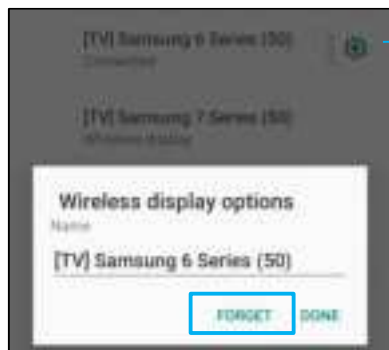 [TV] Samsung 6 Series (50)
Connected
[TV] Samsung 7 Series (50)
Wireless display
Wireless display options
Name
[TV] Samsung 6 Series (50)
FORGET DONE